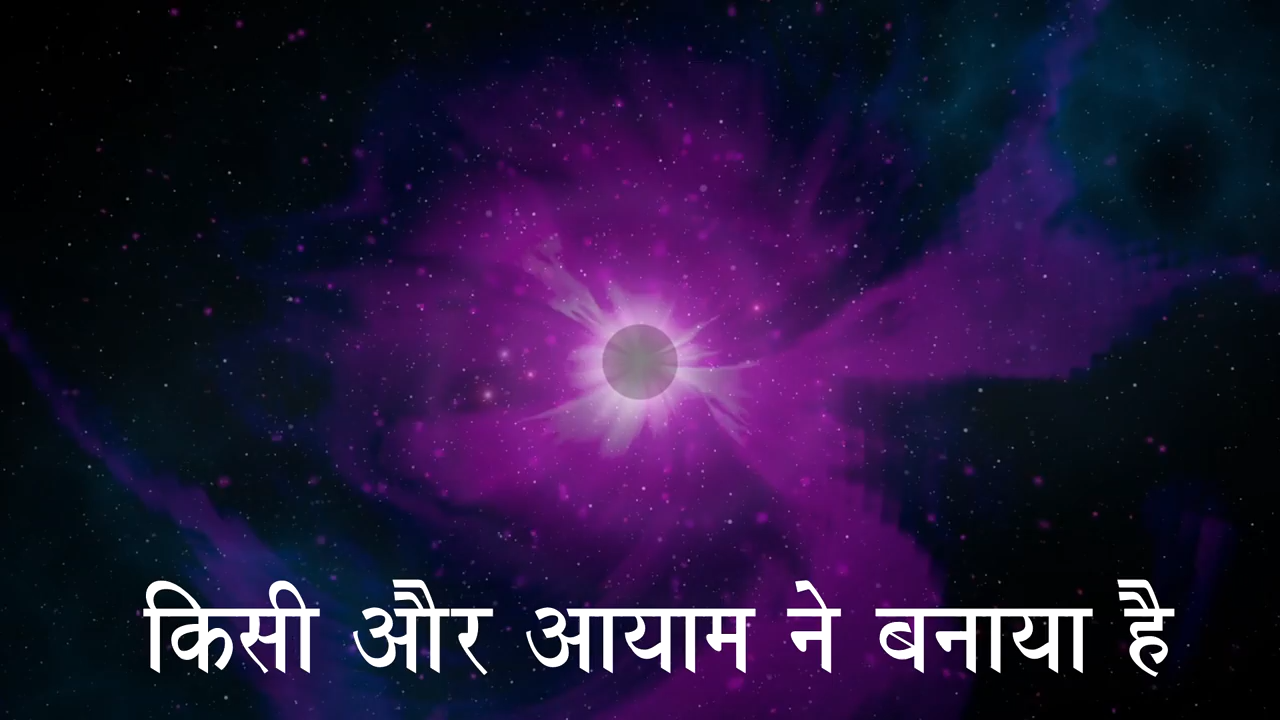 किसी और आयाम ने बनाया है